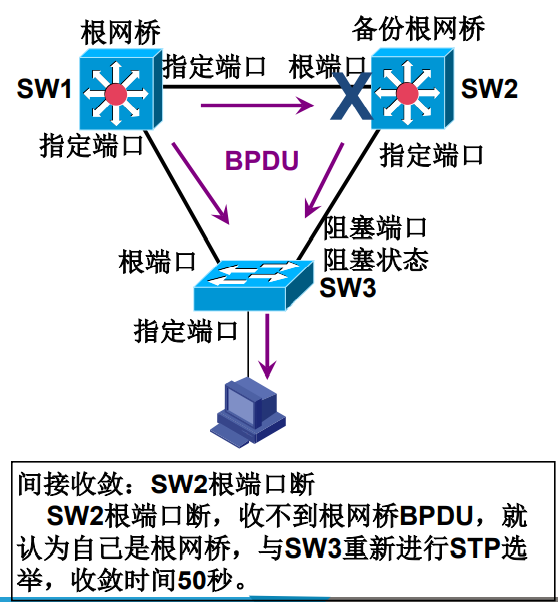 根网桥
备份根网桥
SW1
指定端口
根端口
X
SW2
指定端口
BPDU
指定端口
根端口
阻塞端口
阻塞状态
SW3
指定端口
间接收敛：SW2根端口断
SW2根端口断，收不到根网桥BPDU，就
认为自己是根网桥，与SW3重新进行STP选
举，收敛时间50秒。